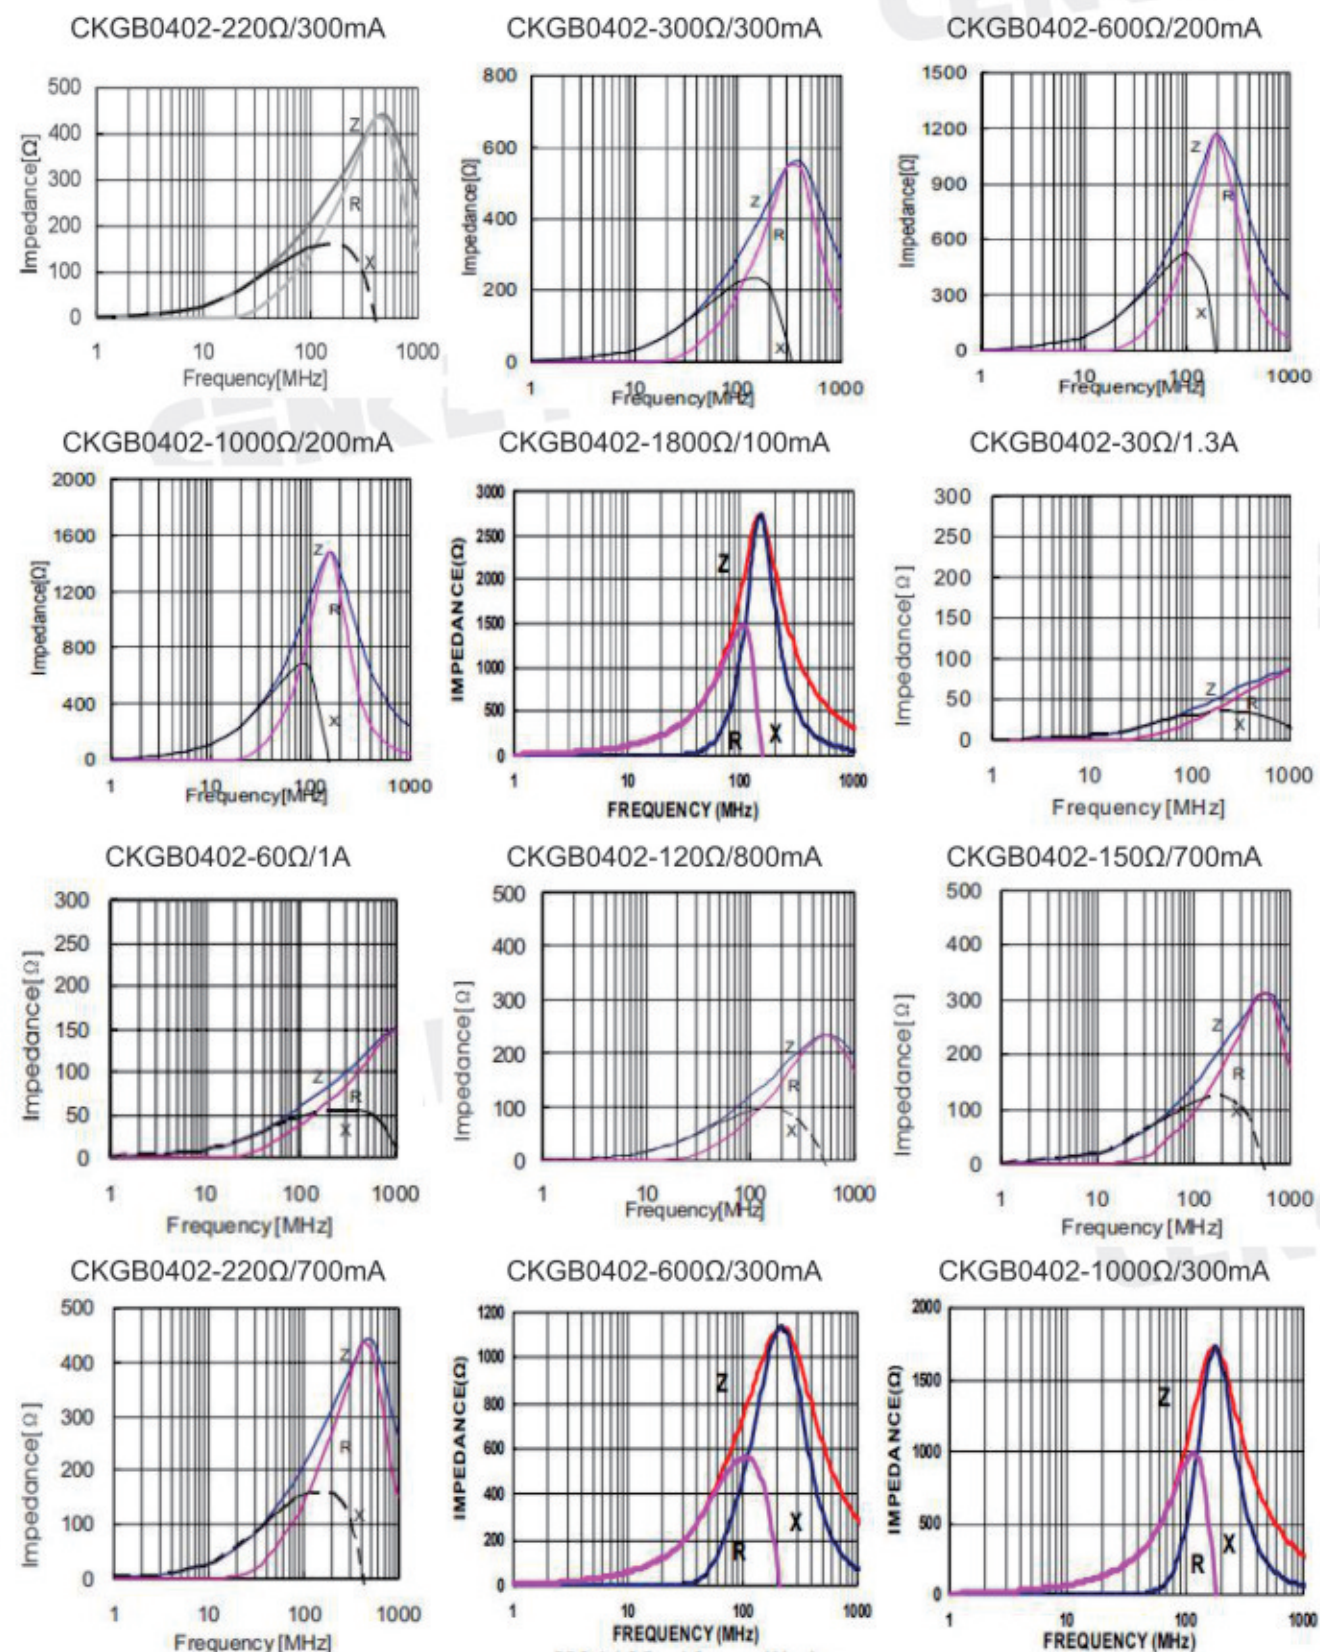 CKGB0402-220Ω/300mA
Impedance[Ω]
500
400
300
200
100
0
Z
R
X
1 10 100 1000
Frequency[MHz]
CKGB0402-300Ω/300mA
Impedance[Ω]
800
600
400
200
0
Z
R
X
1 10 100 1000
Frequency[MHz]
CKGB0402-600Ω/200mA
Impedance[Ω]
1500
1200
900
600
300
0
Z
R
X
1 10 100 1000
Frequency[MHz]
CKGB0402-1000Ω/200mA
Impedance[Ω]
2000
1600
1200
800
400
0
Z
R
X
1 10 100 1000
Frequency[MHz]
CKGB0402-1800Ω/100mA
IMPEDANCE(Ω)
3000
2500
2000
1500
1000
500
0
Z
R X
1 10 100 1000
FREQUENCY (MHz)
CKGB0402-30Ω/1.3A
Impedance[Ω]
300
250
200
150
100
50
0
Z
R
X
1 10 100 1000
Frequency[MHz]
CKGB0402-60Ω/1A
Impedance[Ω]
300
250
200
150
100
50
0
Z
R
X
1 10 100 1000
Frequency[MHz]
CKGB0402-120Ω/800mA
Impedance[Ω]
500
400
300
200
100
0
Z
R
X
1 10 100 1000
Frequency[MHz]
CKGB0402-150Ω/700mA
Impedance[Ω]
500
400
300
200
100
0
Z
R
X
1 10 100 1000
Frequency[MHz]
CKGB0402-220Ω/700mA
Impedance[Ω]
500
400
300
200
100
0
Z
R
X
1 10 100 1000
Frequency[MHz]
CKGB0402-600Ω/300mA
IMPEDANCE(Ω)
1200
1000
800
600
400
200
0
Z
X
R
1 10 100 1000
CKGB0402-1000Ω/300mA
IMPEDANCE(Ω)
2000
1500
1000
500
0
Z
X
R
1 10 100 1000
FREQUENCY (MHz)